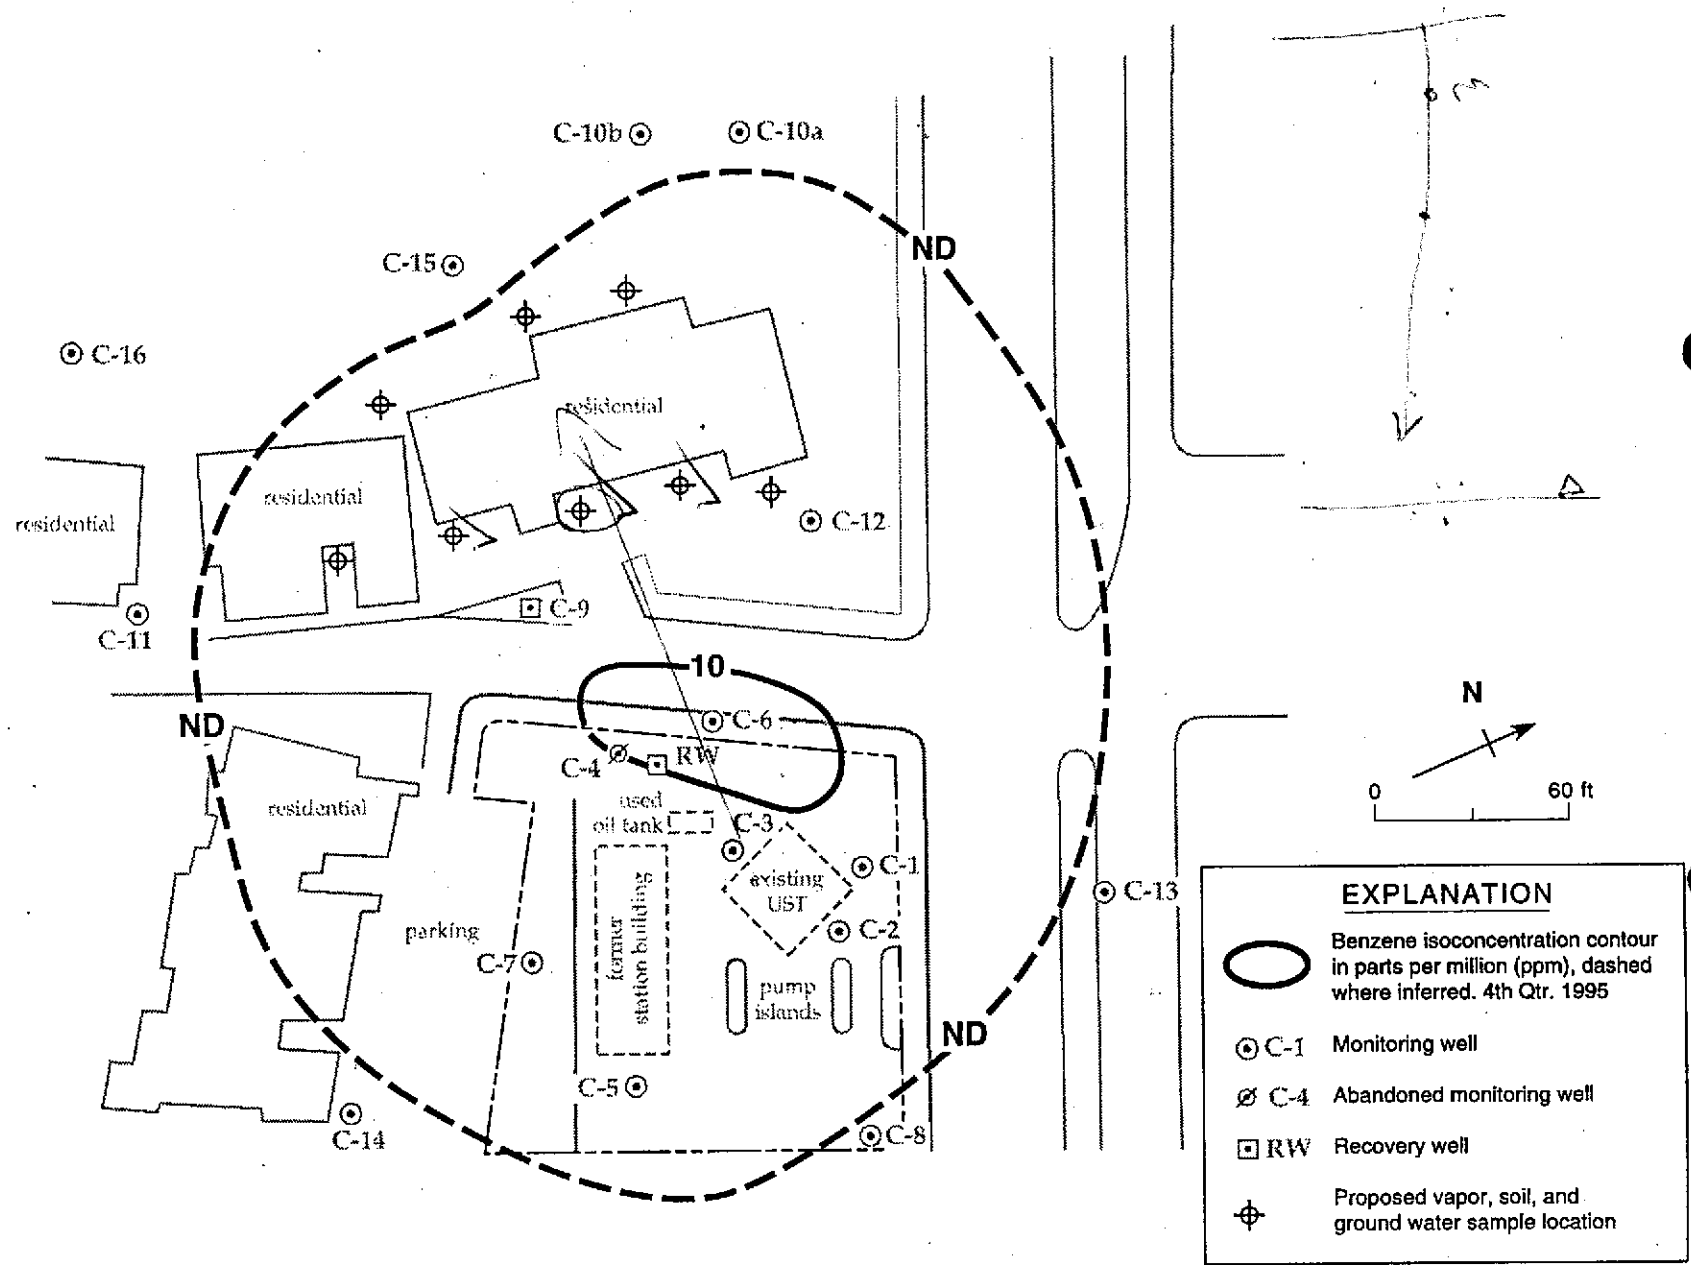 C-10b
C-10a
ND
C-15
C-16
residential
residential
residential
C-12
C-9
C-11
10
ND
C-6
RW
C-4
residential
used
oil tank
C-3
C-1
existing
UST
C-2
C-13
parking
C-7
former
station building
pump
islands
ND
C-5
C-14
C-8
N
0 60 ft
EXPLANATION
Benzene isoconcentration contour
in parts per million (ppm), dashed
where inferred. 4th Qtr. 1995
C-1 Monitoring well
C-4 Abandoned monitoring well
RW Recovery well
Proposed vapor, soil, and
ground water sample location